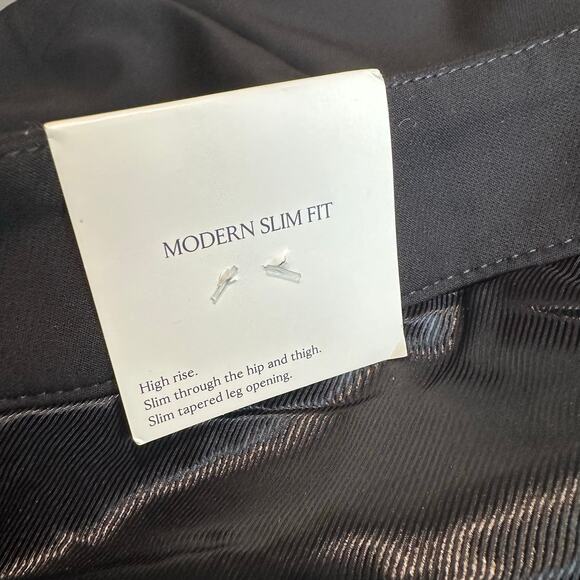 MODERN SLIM FIT
High rise.
Slim through the hip and thigh.
Slim tapered leg opening.